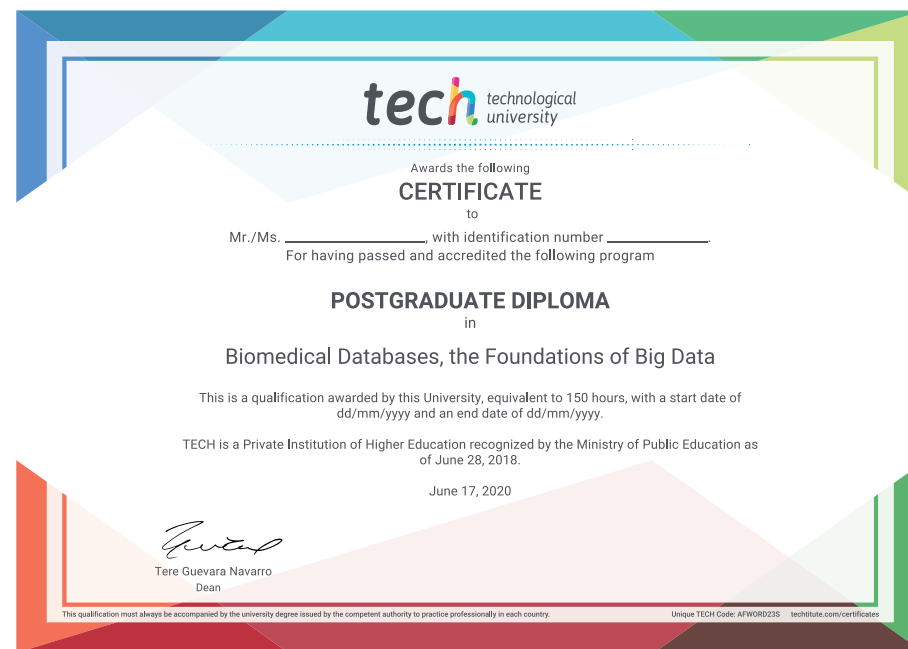 tech technological
university
Awards the following
CERTIFICATE
to
Mr./Ms. ____________________, with identification number ______________.
For having passed and accredited the following program
POSTGRADUATE DIPLOMA
in
Biomedical Databases, the Foundations of Big Data
This is a qualification awarded by this University, equivalent to 150 hours, with a start date of
dd/mm/yyyy and an end date of dd/mm/yyyy.
TECH is a Private Institution of Higher Education recognized by the Ministry of Public Education as
of June 28, 2018.
June 17, 2020
Tere Guevara Navarro
Dean
This qualification must always be accompanied by the university degree issued by the competent authority to practice professionally in each country. Unique TECH Code: AFWORD23S techtitute.com/certificates